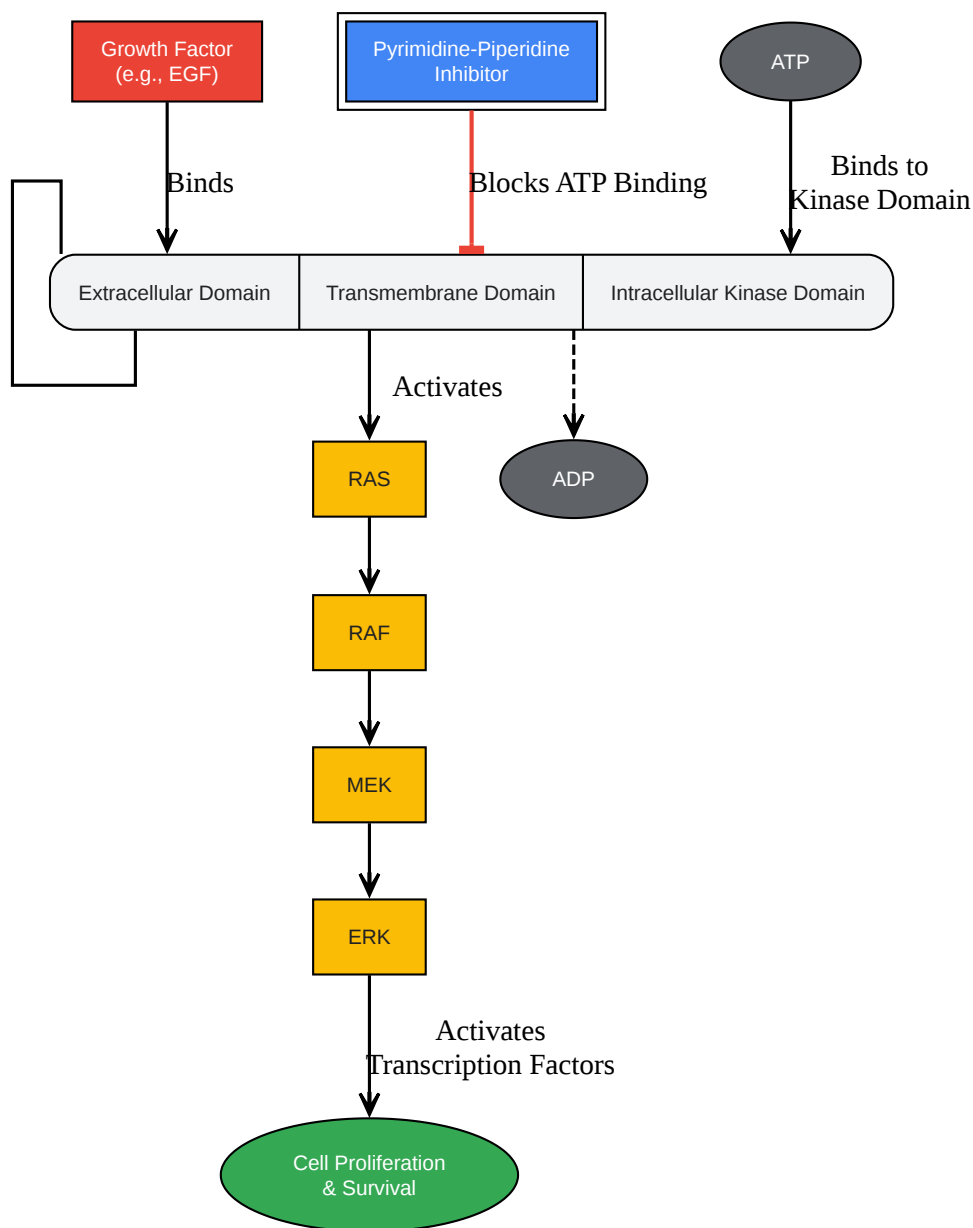 Growth Factor
(e.g., EGF)
Pyrimidine-Piperidine
Inhibitor
ATP
Binds
Blocks ATP Binding
Binds to
Kinase Domain
Extracellular Domain
Transmembrane Domain
Intracellular Kinase Domain
Activates
RAS
ADP
RAF
MEK
ERK
Activates
Transcription Factors
Cell Proliferation
& Survival